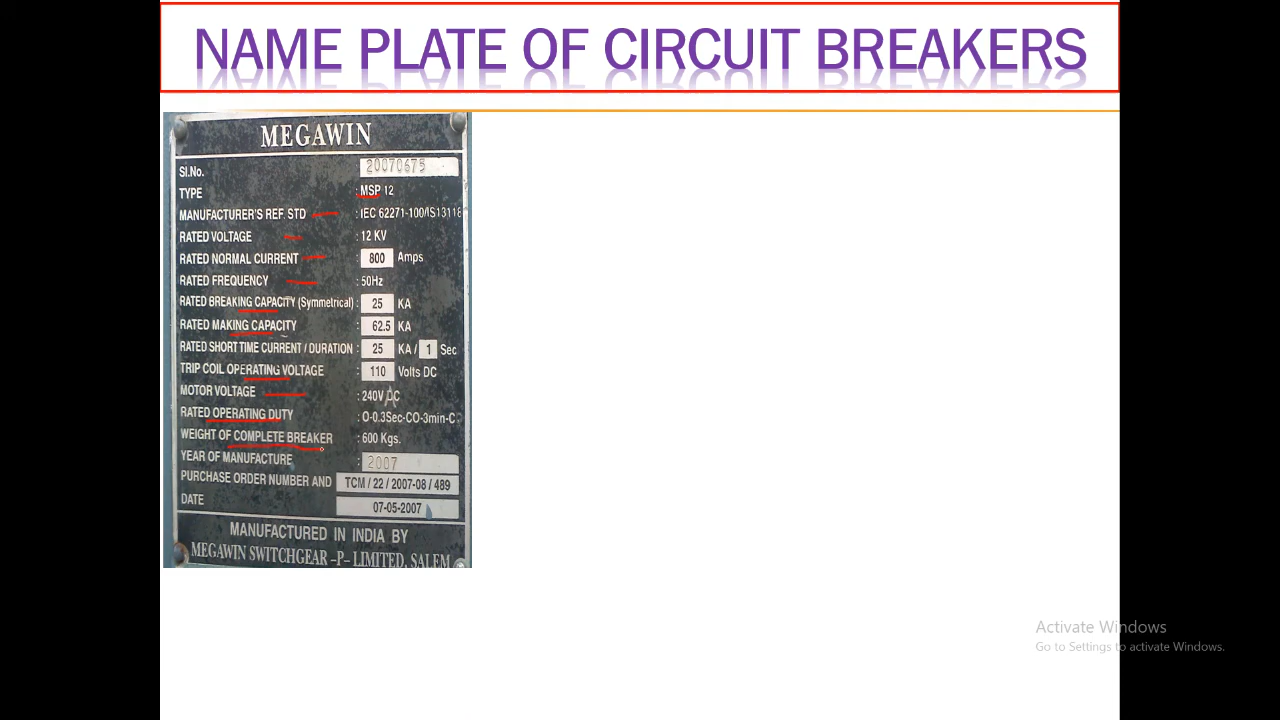 NAME PLATE OF CIRCUIT BREAKERS
MEGAWIN
Sl.No. 20070675
TYPE : MSP 12
MANUFACTURER'S REF. STD : IEC 62271-100/IS13118
RATED VOLTAGE : 12 KV
RATED NORMAL CURRENT : 800 Amps
RATED FREQUENCY : 50Hz
RATED BREAKING CAPACITY (Symmetrical) : 25 KA
RATED MAKING CAPACITY : 62.5 KA
RATED SHORT TIME CURRENT / DURATION : 25 KA / 1 Sec
TRIP COIL OPERATING VOLTAGE : 110 Volts DC
MOTOR VOLTAGE : 240V
RATED OPERATING DUTY : O-0.3Sec-CO-3min-C
WEIGHT OF COMPLETE BREAKER : 600 Kgs.
YEAR OF MANUFACTURE : 2007
PURCHASE ORDER NUMBER AND TCM / 22 / 2007-08 / 489
DATE 07-05-2007
MANUFACTURED IN INDIA BY
MEGAWIN SWITCHGEAR -P- LIMITED, SALEM
Activate Windows
Go to Settings to activate Windows.